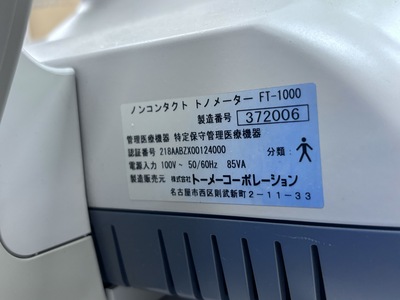 ノンコンタクト トノメーター FT-1000
製造番号 372006
管理医療機器 特定保守管理医療機器
認証番号 218AABZX00124000
電源入力 100V～ 50/60Hz 85VA 分類:
製造販売元 株式会社トーメーコーポレーション
名古屋市西区則武新町2-11-33